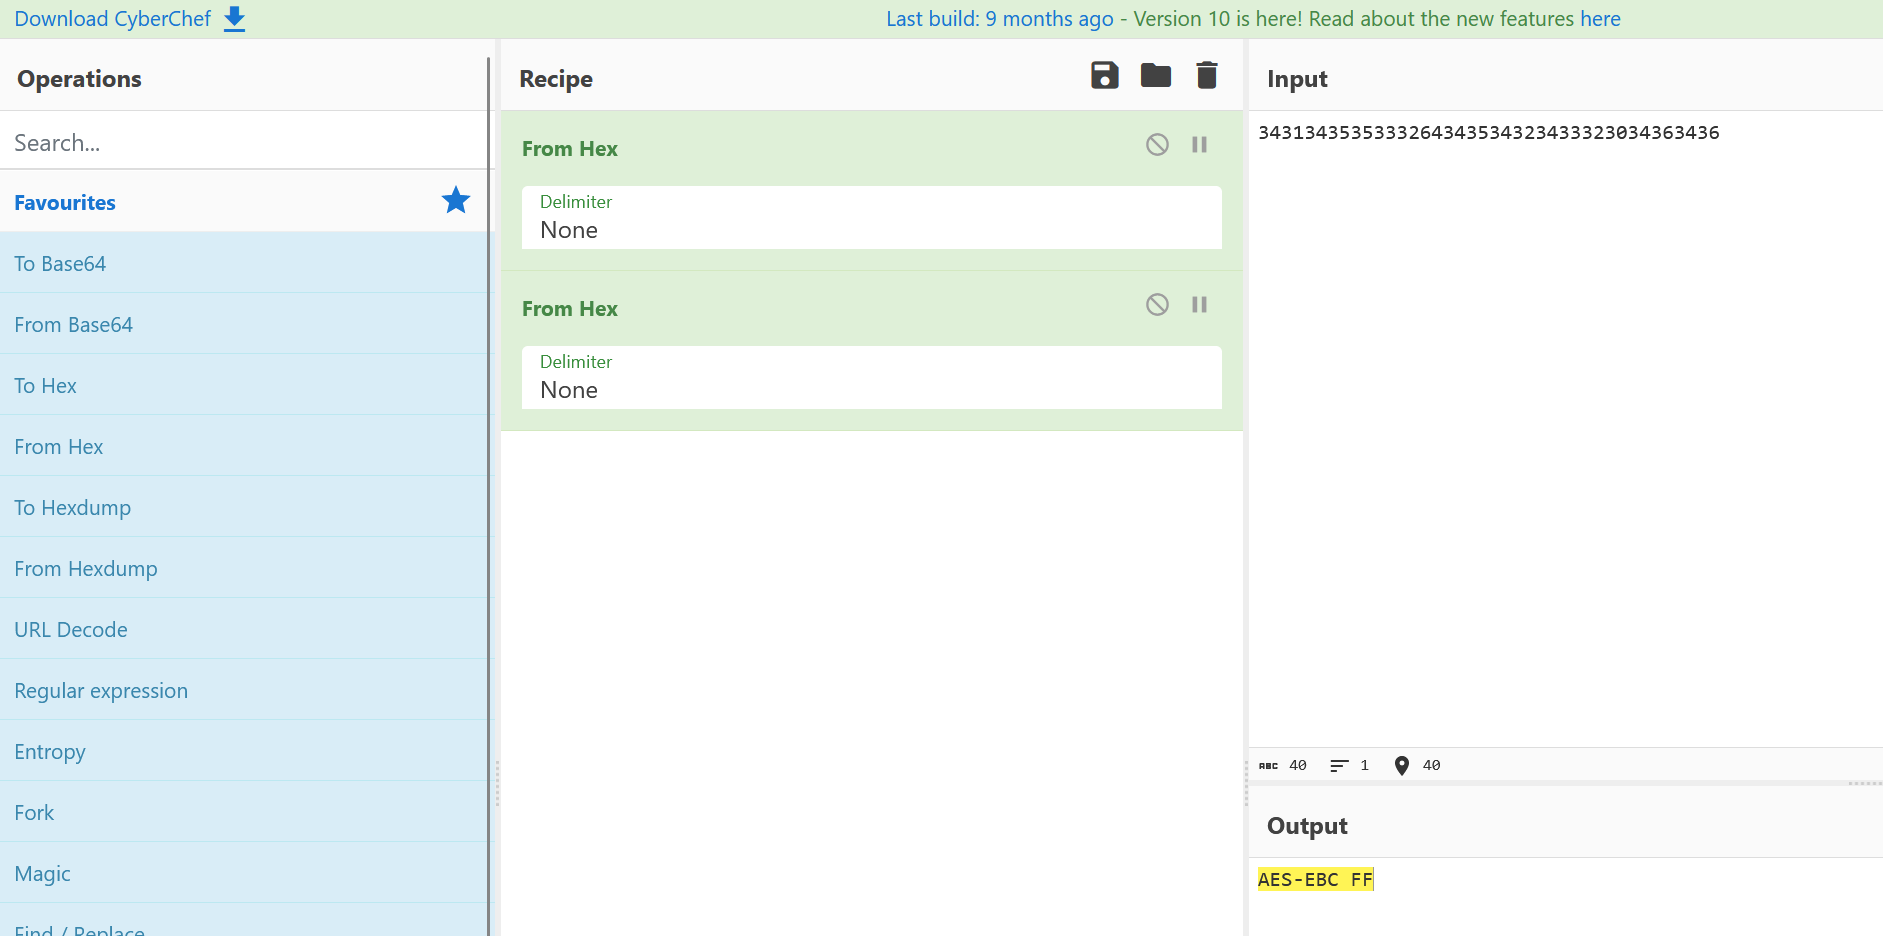 Download CyberChef
Last build: 9 months ago - Version 10 is here! Read about the new features here
Operations
Search...
Favourites
To Base64
From Base64
To Hex
From Hex
To Hexdump
From Hexdump
URL Decode
Regular expression
Entropy
Fork
Magic
Find / Replace
Recipe
From Hex
Delimiter
None
From Hex
Delimiter
None
Input
3431343535333264343534323433323034363436
ABC 40 1 40
Output
AES-EBC FF